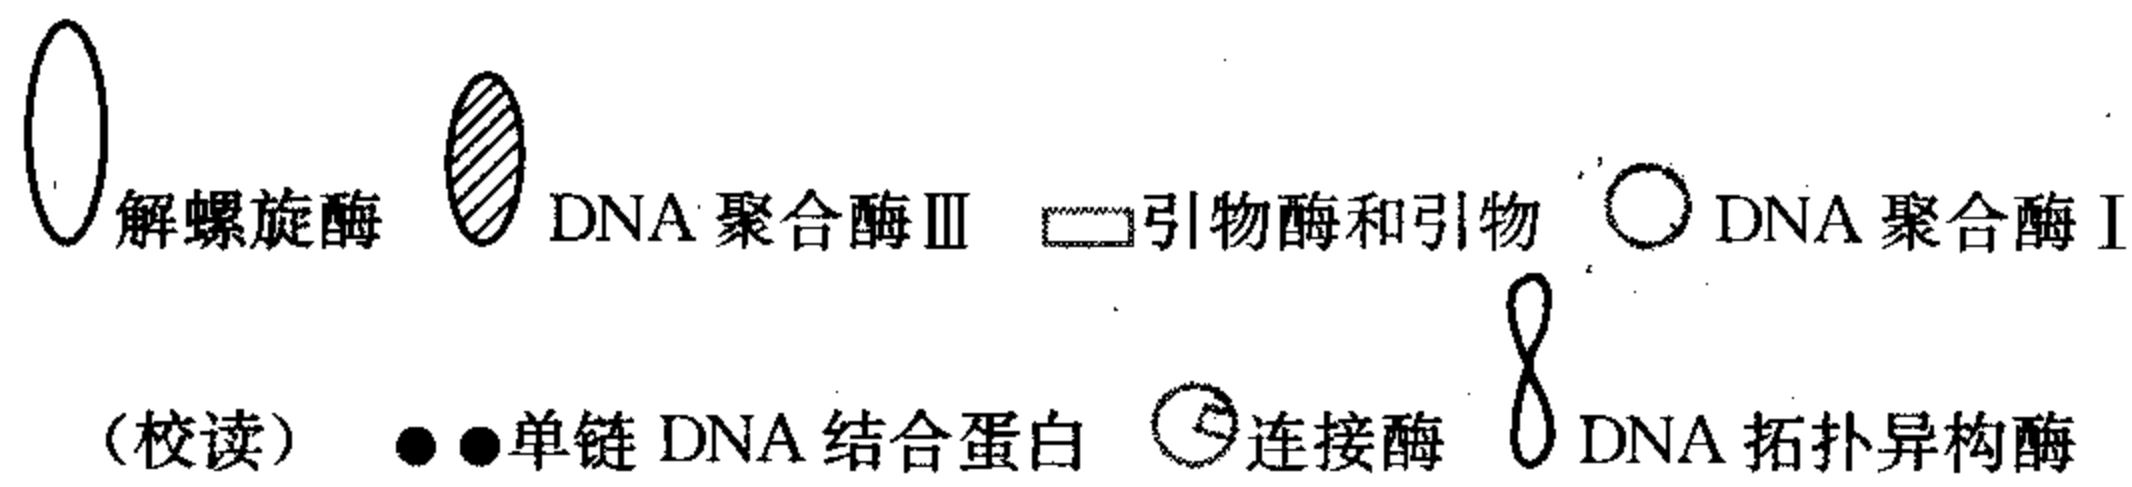 解螺旋酶 DNA 聚合酶Ⅲ 引物酶和引物 DNA 聚合酶Ⅰ
（校读） 单链 DNA 结合蛋白 连接酶 DNA 拓扑异构酶